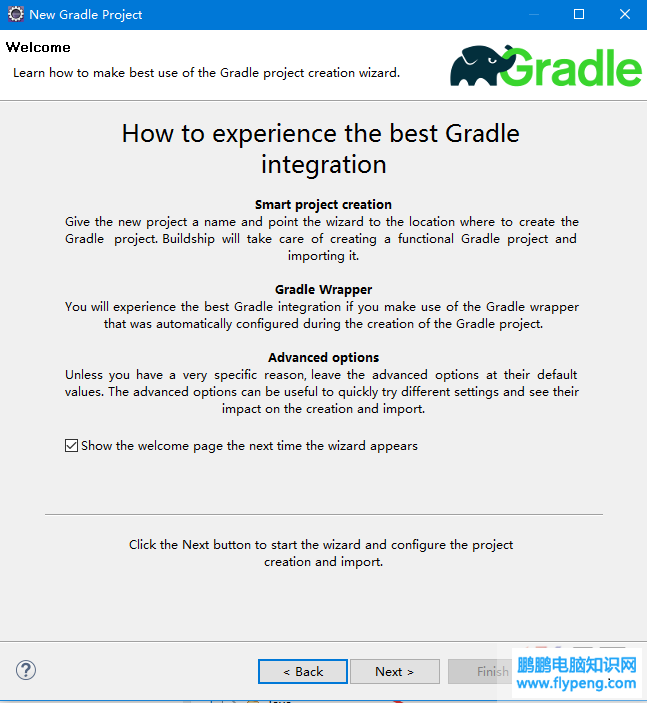 New Gradle Project
Welcome
Learn how to make best use of the Gradle project creation wizard.
Gradle
How to experience the best Gradle
integration
Smart project creation
Give the new project a name and point the wizard to the location where to create the
Gradle project. Buildship will take care of creating a functional Gradle project and
importing it.
Gradle Wrapper
You will experience the best Gradle integration if you make use of the Gradle wrapper
that was automatically configured during the creation of the Gradle project.
Advanced options
Unless you have a very specific reason, leave the advanced options at their default
values. The advanced options can be useful to quickly try different settings and see their
impact on the creation and import.
Show the welcome page the next time the wizard appears
Click the Next button to start the wizard and configure the project
creation and import.
?
< Back
Next >
Finish
鹏鹏电脑知识网
www.flypeng.com